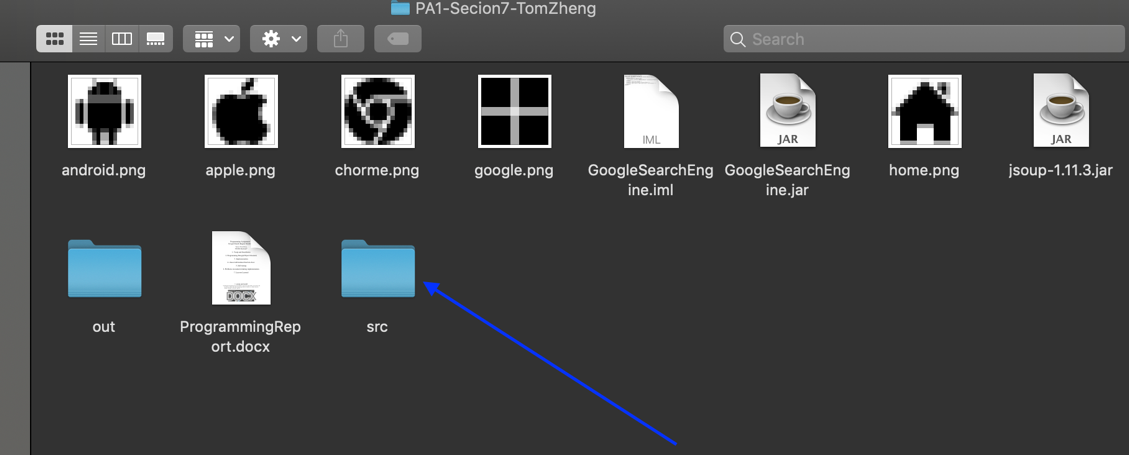 PA1-Secion7-TomZheng
Search
android.png
apple.png
chorme.png
google.png
IML
GoogleSearchEng
ine.iml
JAR
GoogleSearchEng
ine.jar
home.png
JAR
jsoup-1.11.3.jar
out
DOCX
ProgrammingRep
ort.docx
src